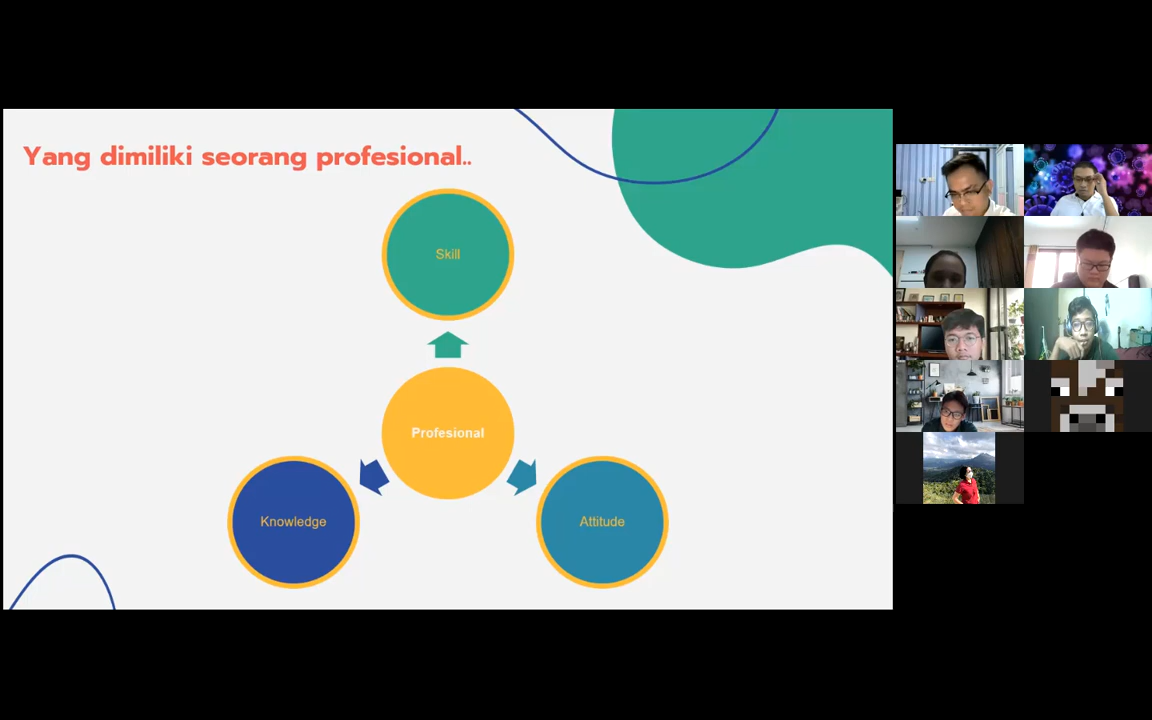 Yang dimiliki seorang profesional..
Skill
Profesional
Knowledge
Attitude